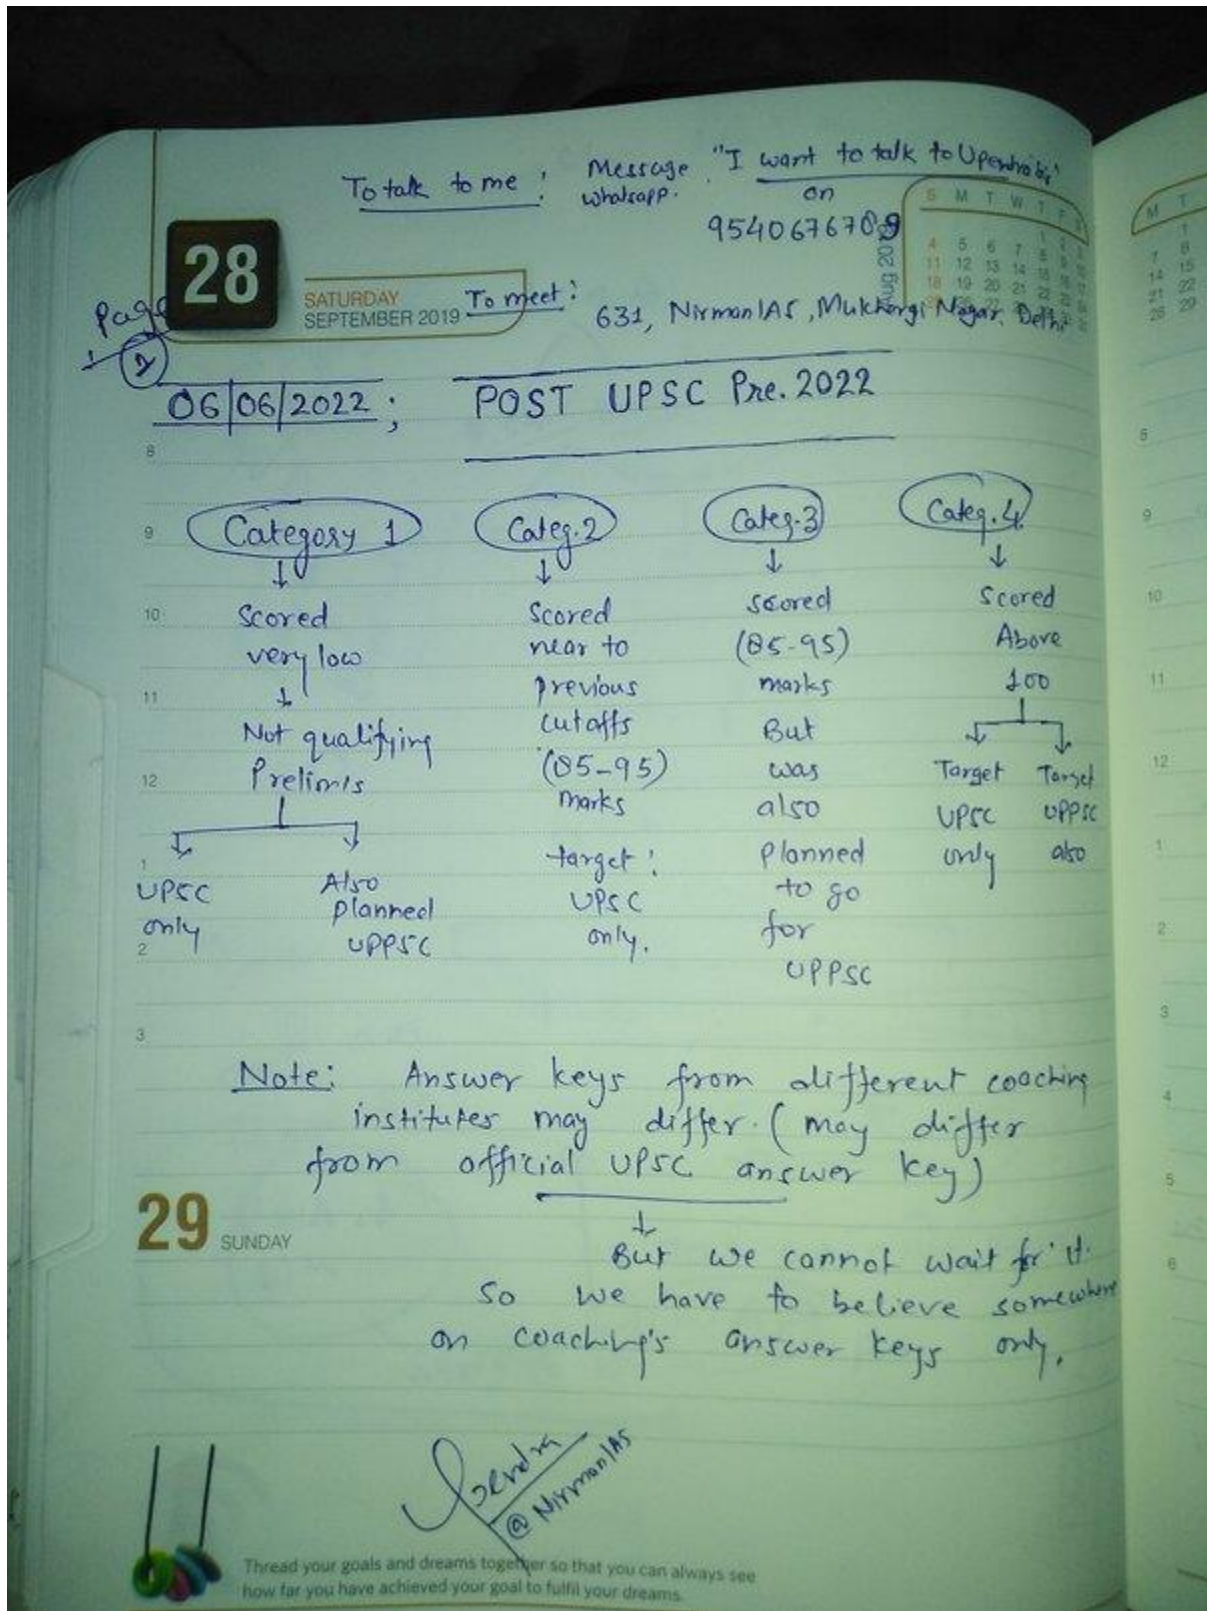 To talk to me : Message "I want to talk to Upendra Sir"
whatsapp. on
9540676789
28
SATURDAY
SEPTEMBER 2019
To meet :
631, NirmanIAS, Mukherji Nagar, Delhi
Page
1
2
06/06/2022 ; POST UPSC Pre. 2022
Category 1
↓
Scored
very low
↓
Not qualifying
Prelims
UPSC
only
Also
planned
UPPSC
Categ. 2
↓
Scored
near to
previous
cutoffs
(85-95)
marks
target :
UPSC
only.
Categ. 3
↓
scored
(85-95)
marks
But
was
also
planned
to go
for
UPPSC
Categ. 4
↓
Scored
Above
100
Target
UPSC
only
Target
UPPSC
also
Note: Answer keys from different coaching
institutes may differ. (may differ
from official UPSC answer key)
↓
But we cannot wait for it.
So we have to believe somewhere
on coaching's answer keys only.
29 SUNDAY
Upendra
@NirmanIAS
Thread your goals and dreams together so that you can always see
how far you have achieved your goal to fulfil your dreams.